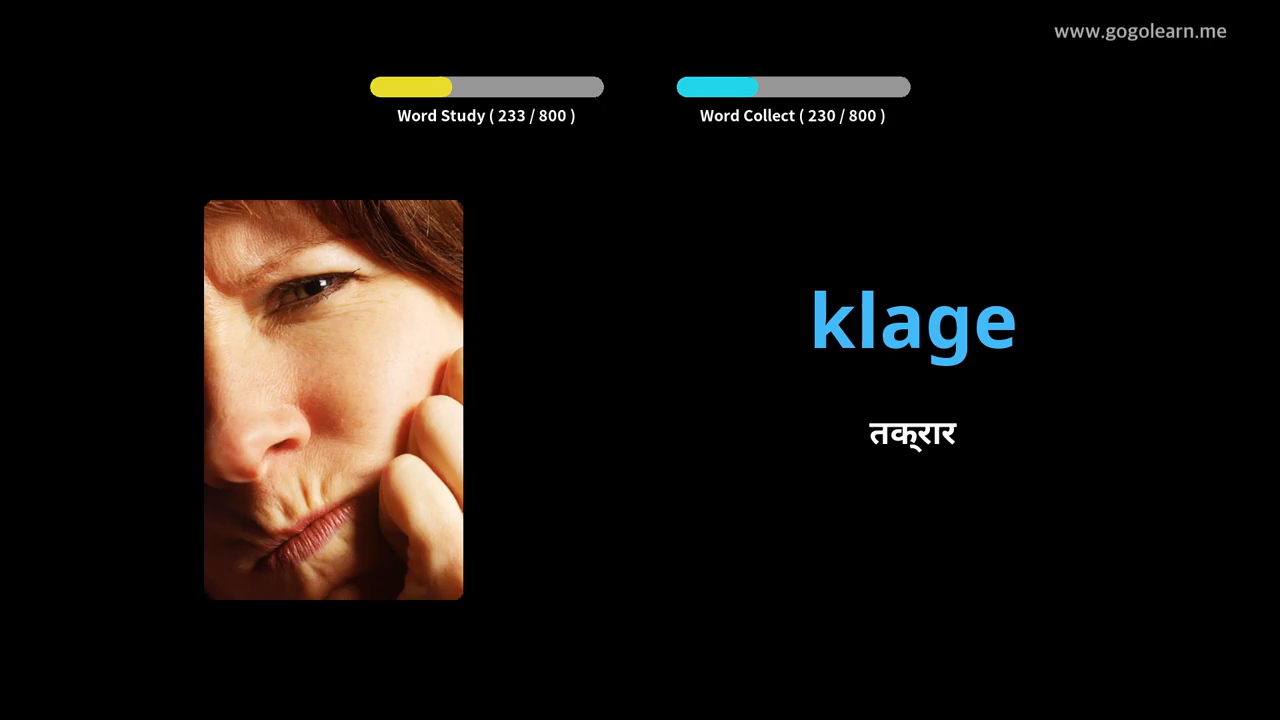 www.gogolearn.me
Word Study ( 233 / 800 )
Word Collect ( 230 / 800 )
klage
तक्रार